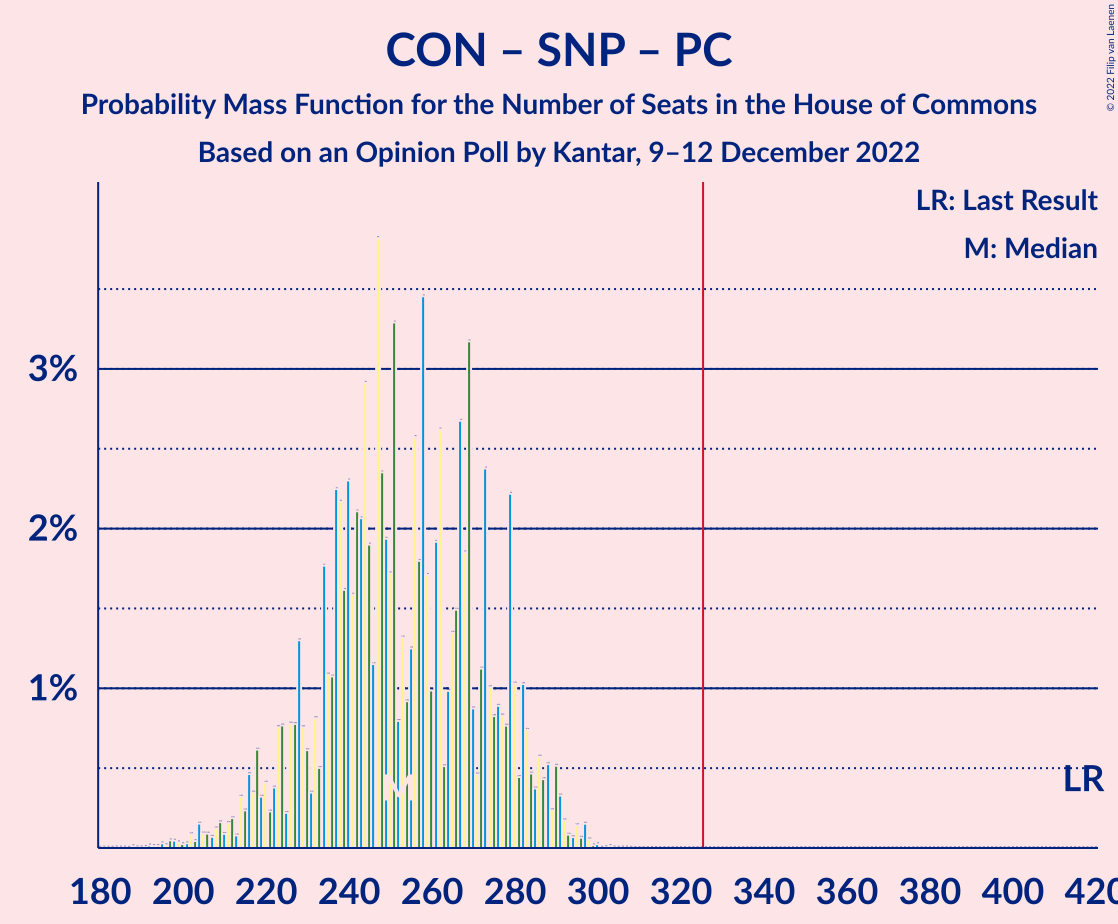 CON – SNP – PC
Probability Mass Function for the Number of Seats in the House of Commons
Based on an Opinion Poll by Kantar, 9–12 December 2022
© 2022 Filip van Laenen
LR: Last Result
M: Median
3%
2%
1%
M
LR
180 200 220 240 260 280 300 320 340 360 380 400 420